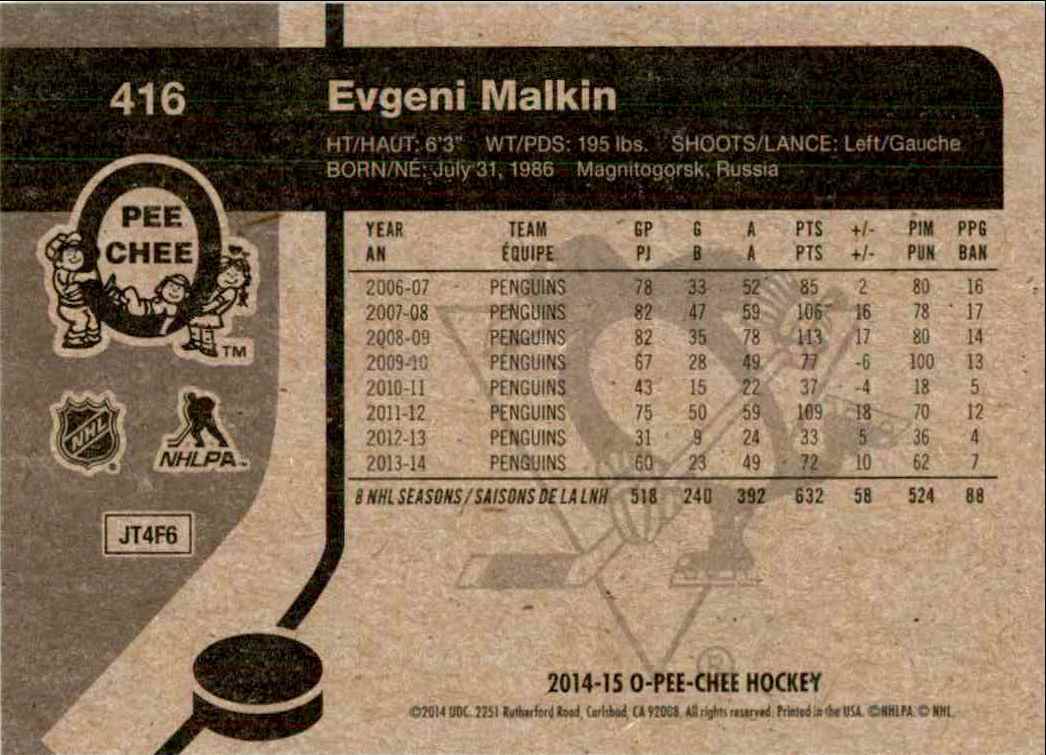 416
Evgeni Malkin
HT/HAUT: 6'3" WT/PDS: 195 lbs. SHOOTS/LANCE: Left/Gauche
BORN/NÉ: July 31, 1986 Magnitogorsk, Russia
PEE
CHEE
TM
NHL
NHLPA
JT4F6
YEAR TEAM GP G A PTS +/- PIM PPG
AN ÉQUIPE PJ B A PTS +/- PUN BAN
2006-07 PENGUINS 78 33 52 85 2 80 16
2007-08 PENGUINS 82 47 59 106 16 78 17
2008-09 PENGUINS 82 35 78 113 17 80 14
2009-10 PENGUINS 67 28 49 77 -6 100 13
2010-11 PENGUINS 43 15 22 37 -4 18 5
2011-12 PENGUINS 75 50 59 109 18 70 12
2012-13 PENGUINS 31 9 24 33 5 36 4
2013-14 PENGUINS 60 23 49 72 10 62 7
8 NHL SEASONS / SAISONS DE LA LNH 518 240 392 632 58 524 88
®
2014-15 O-PEE-CHEE HOCKEY
©2014 UDC. 2251 Rutherford Road, Carlsbad, CA 92008. All rights reserved. Printed in the USA. ©NHLPA. © NHL.